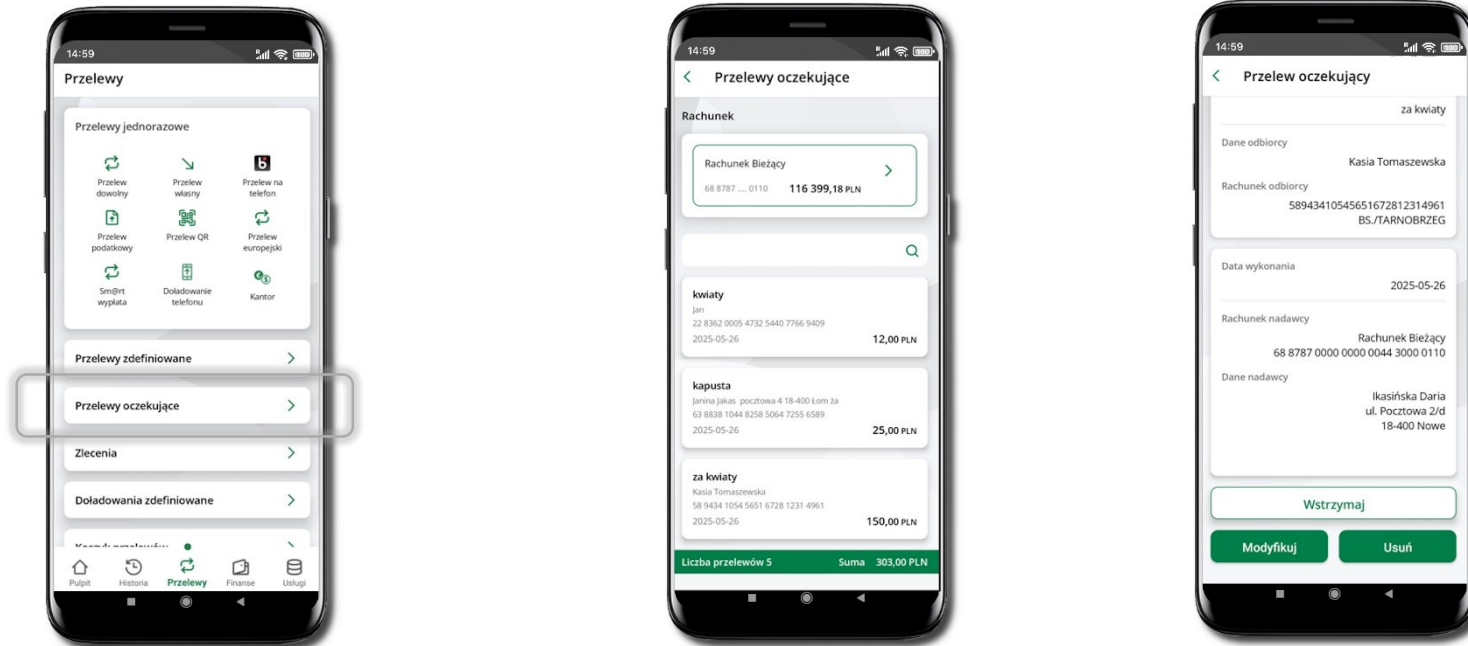 14:59
Przelewy
Przelewy jednorazowe
Przelew dowolny
Przelew własny
Przelew na telefon
Przelew podatkowy
Przelew QR
Przelew europejski
Sm@rt wypłata
Doładowanie telefonu
Kantor
Przelewy zdefiniowane
Przelewy oczekujące
Zlecenia
Doładowania zdefiniowane
Pulpit
Historia
Przelewy
Finanse
Usługi
14:59
Przelewy oczekujące
Rachunek
Rachunek Bieżący
68 8787 .... 0110 116 399,18 PLN
kwiaty
Jan
22 8362 0005 4732 5440 7766 9409
2025-05-26 12,00 PLN
kapusta
Janina Jakas pocztowa 4 18-400 Łom ża
63 8838 1044 8258 5064 7255 6589
2025-05-26 25,00 PLN
za kwiaty
Kasia Tomaszewska
58 9434 1054 5651 6728 1231 4961
2025-05-26 150,00 PLN
Liczba przelewów 5 Suma 303,00 PLN
14:59
Przelew oczekujący
za kwiaty
Dane odbiorcy
Kasia Tomaszewska
Rachunek odbiorcy
58943410545651672812314961
BS./TARNOBRZEG
Data wykonania
2025-05-26
Rachunek nadawcy
Rachunek Bieżący
68 8787 0000 0000 0044 3000 0110
Dane nadawcy
Ikasińska Daria
ul. Pocztowa 2/d
18-400 Nowe
Wstrzymaj
Modyfikuj
Usuń